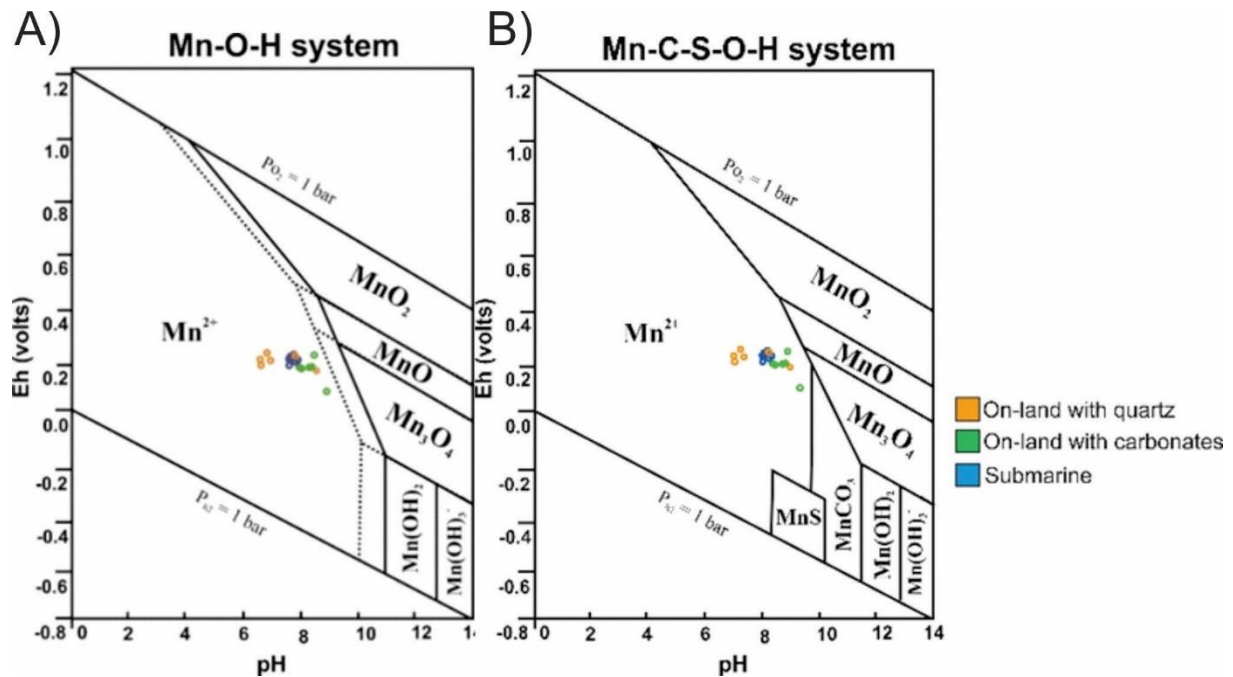 A)
Mn-O-H system
B)
Mn-C-S-O-H system
Eh (volts)
1.2
1.0
0.8
0.6
0.4
0.2
0.0
-0.2
-0.4
-0.6
-0.8
Po₂ = 1 bar
MnO₂
Mn²⁺
MnO
Mn₃O₄
Mn(OH)₂
Mn(OH)₃⁻
P_H₂ = 1 bar
0 2 4 6 8 10 12 14
pH
Eh (volts)
1.2
1.0
0.8
0.6
0.4
0.2
0.0
-0.2
-0.4
-0.6
-0.8
Po₂ = 1 bar
MnO₂
MnO
Mn₃O₄
MnS
MnCO₃
Mn(OH)₂
= 1 bar
0 2 4 6 8 10 12 14
pH
On-land with quartz
On-land with carbonates
Submarine